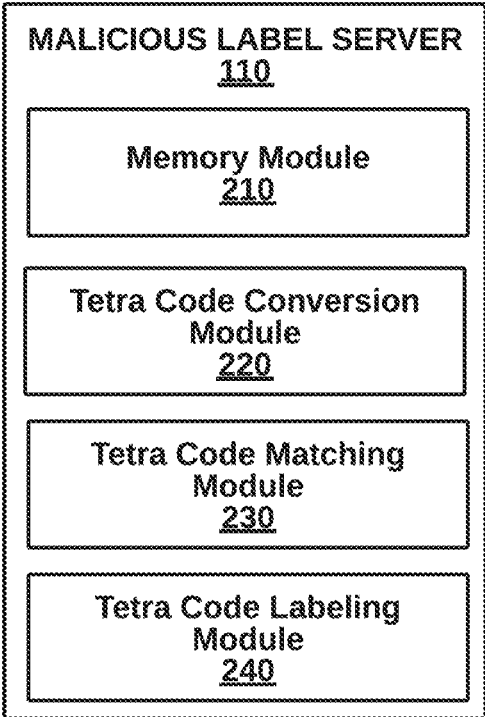 MALICIOUS LABEL SERVER
110
Memory Module
210
Tetra Code Conversion
Module
220
Tetra Code Matching
Module
230
Tetra Code Labeling
Module
240